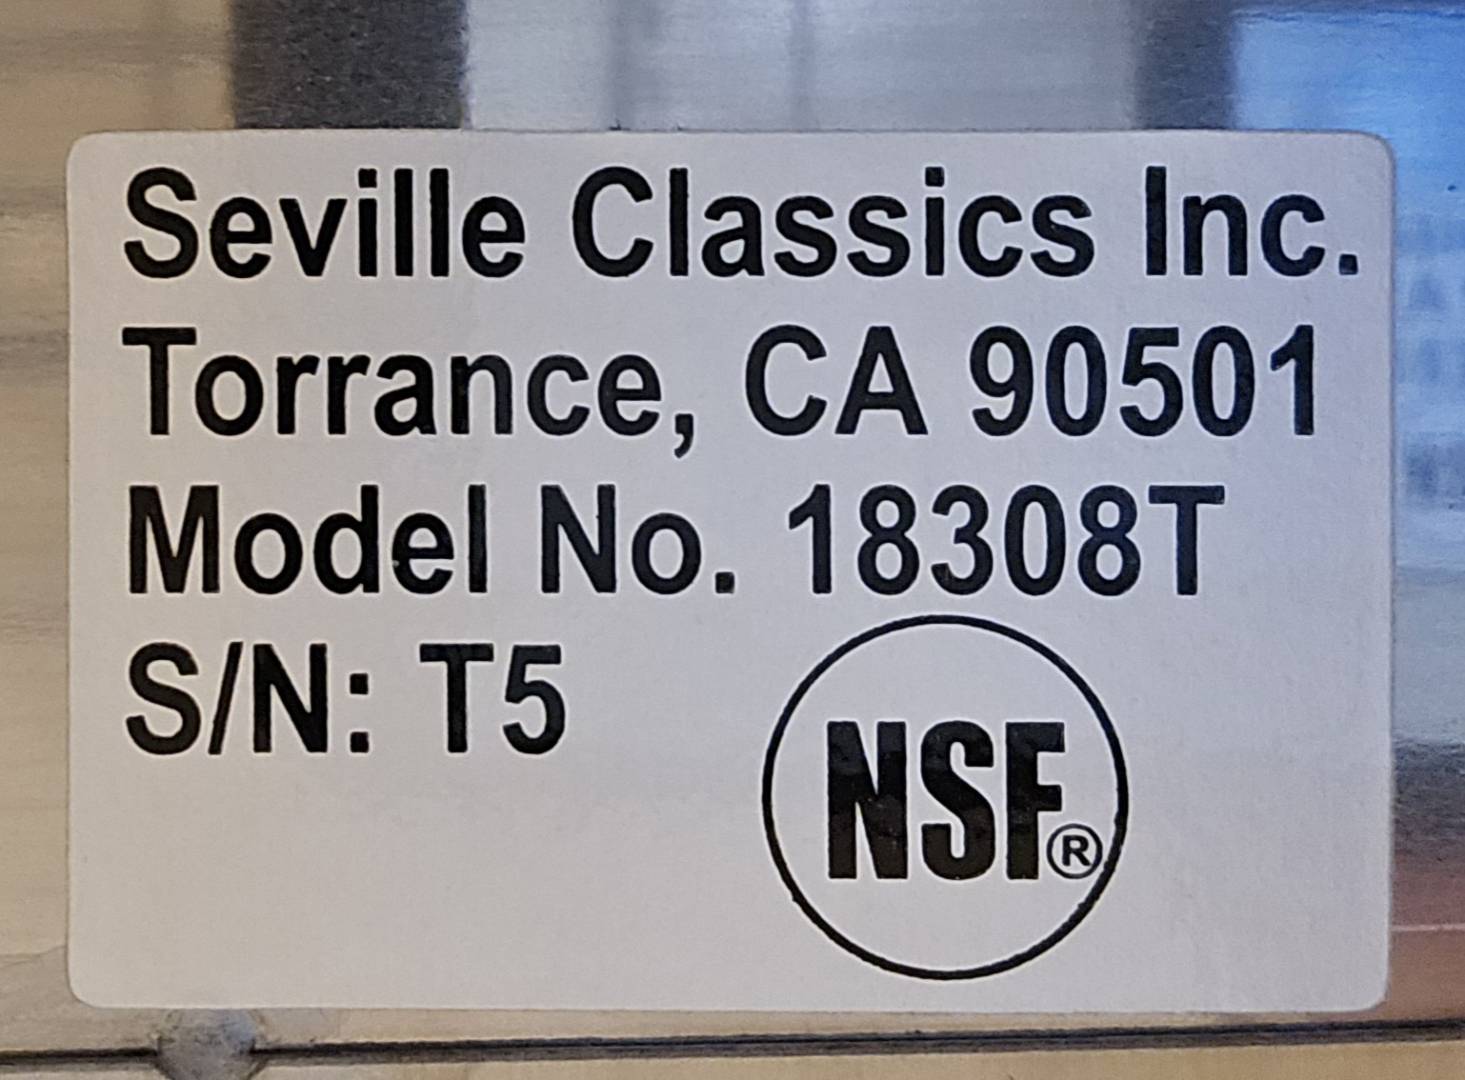 Seville Classics Inc.
Torrance, CA 90501
Model No. 18308T
S/N: T5
NSF®